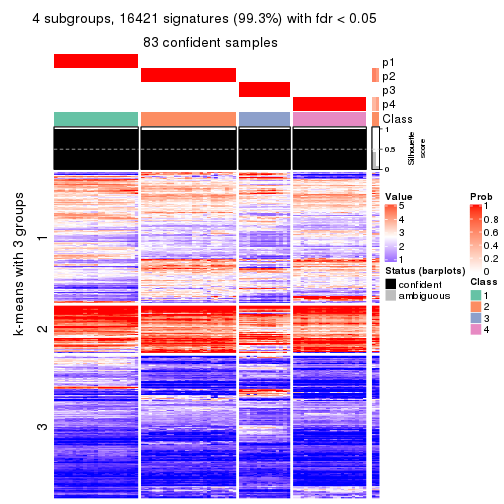 4 subgroups, 16421 signatures (99.3%) with fdr < 0.05
83 confident samples
p1
p2
p3
p4
Class
1
0.5
0
Silhouette
score
k-means with 3 groups
1
2
3
Value
5
4
3
2
1
Status (barplots)
confident
ambiguous
Prob
1
0.8
0.6
0.4
0.2
0
Class
1
2
3
4